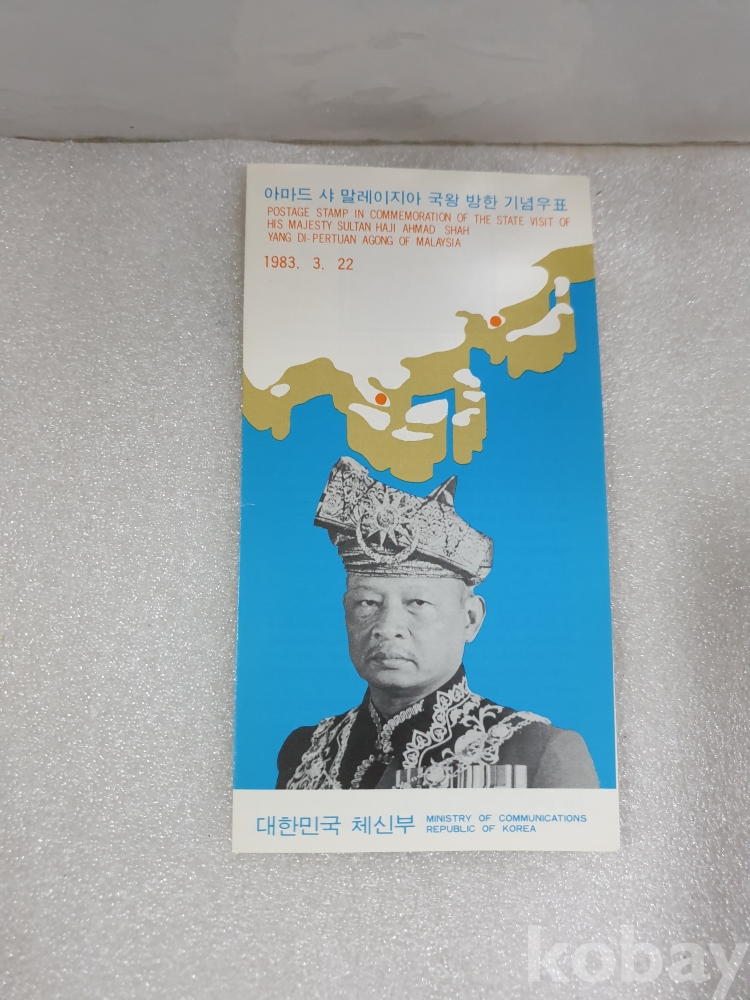 아마드 샤 말레이지아 국왕 방한 기념우표
POSTAGE STAMP IN COMMEMORATION OF THE STATE VISIT OF
HIS MAJESTY SULTAN HAJI AHMAD SHAH
YANG DI-PERTUAN AGONG OF MALAYSIA
1983. 3. 22
대한민국 체신부
MINISTRY OF COMMUNICATIONS
REPUBLIC OF KOREA
kobay